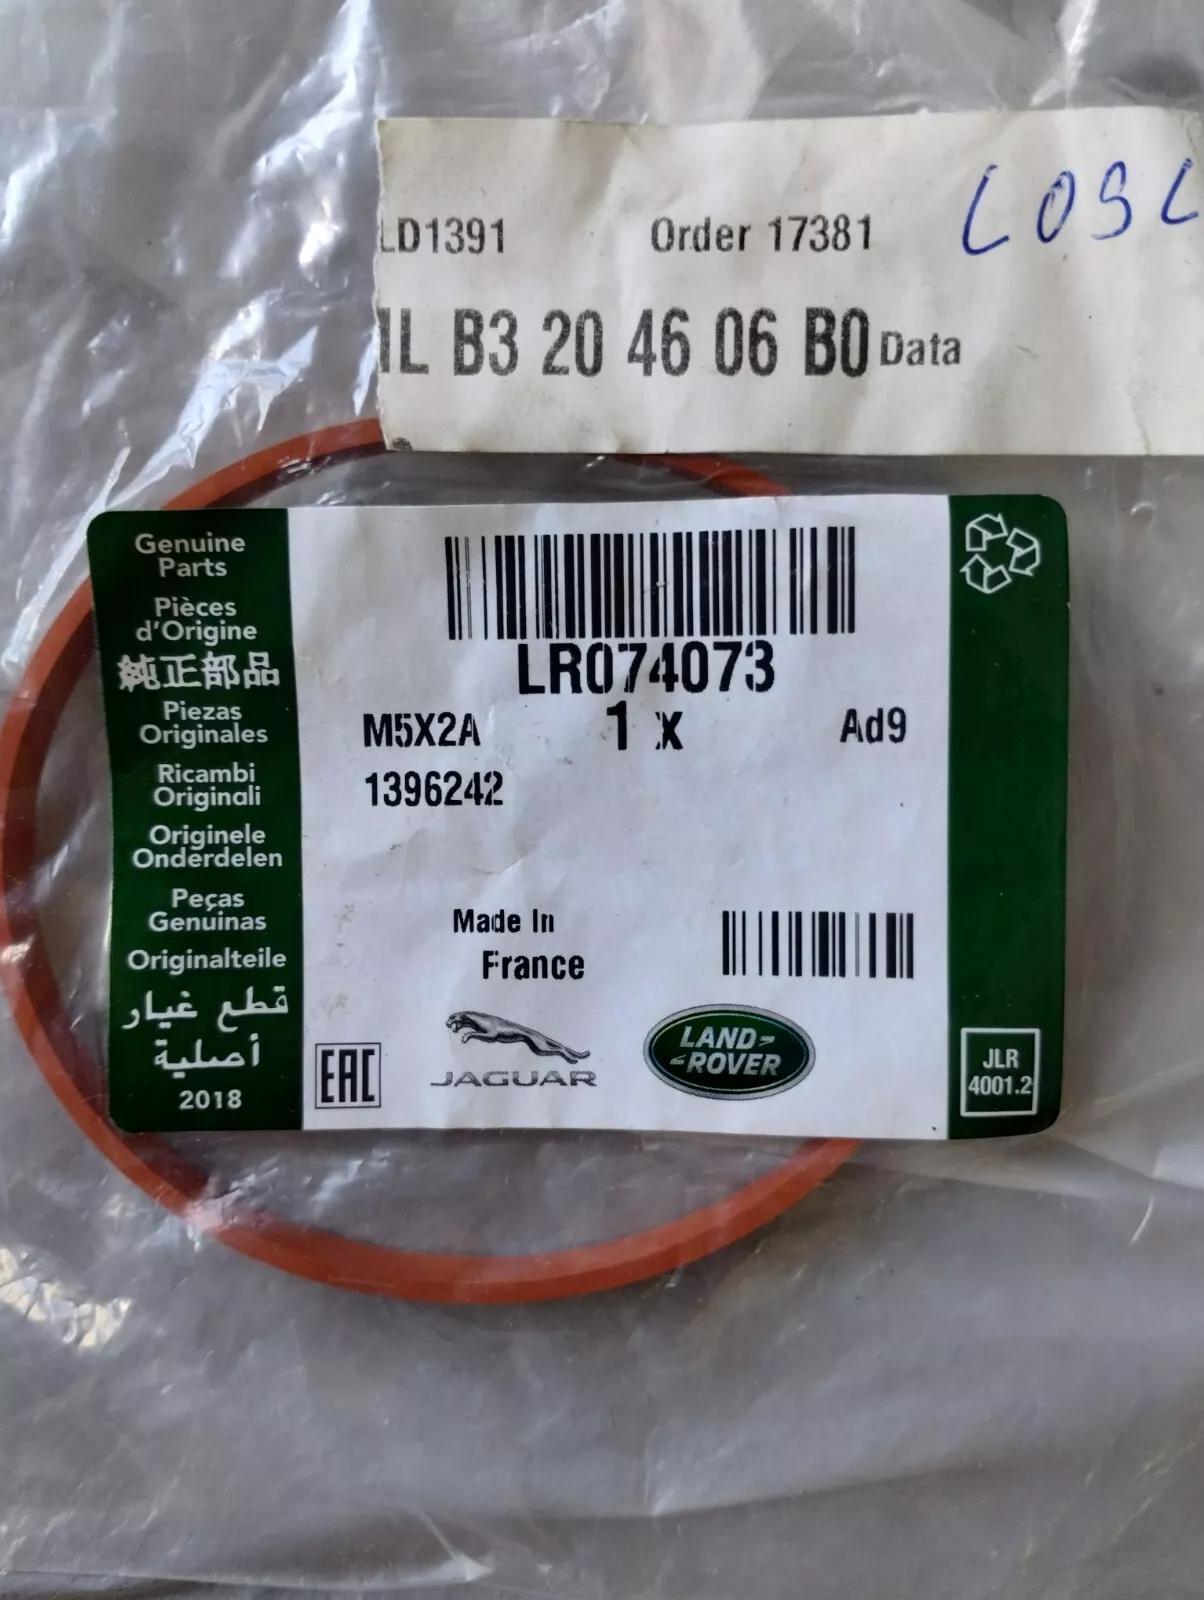 LD1391 Order 17381
1L B3 20 46 06 B0 Data
Genuine
Parts
Pièces
d'Origine
純正部品
Piezas
Originales
Ricambi
Originali
Originele
Onderdelen
Peças
Genuinas
Originalteile
قطع غيار
أصلية
2018
LR074073
M5X2A 1 x Ad9
1396242
Made In
France
EAC
JAGUAR
LAND
ROVER
JLR
4001.2